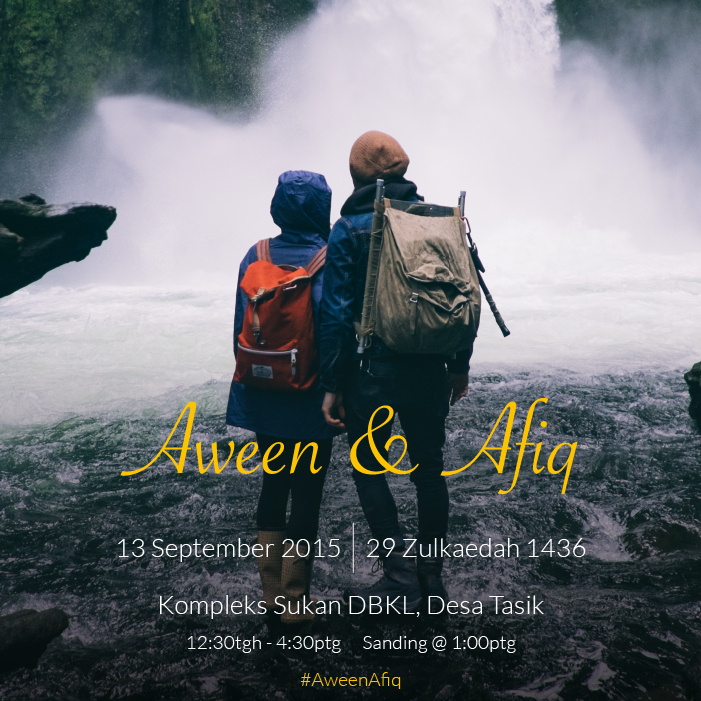 Aween & Afiq
13 September 2015 | 29 Zulkaedah 1436
Kompleks Sukan DBKL, Desa Tasik
12:30tgh - 4:30ptg Sanding @ 1:00ptg
#AweenAfiq